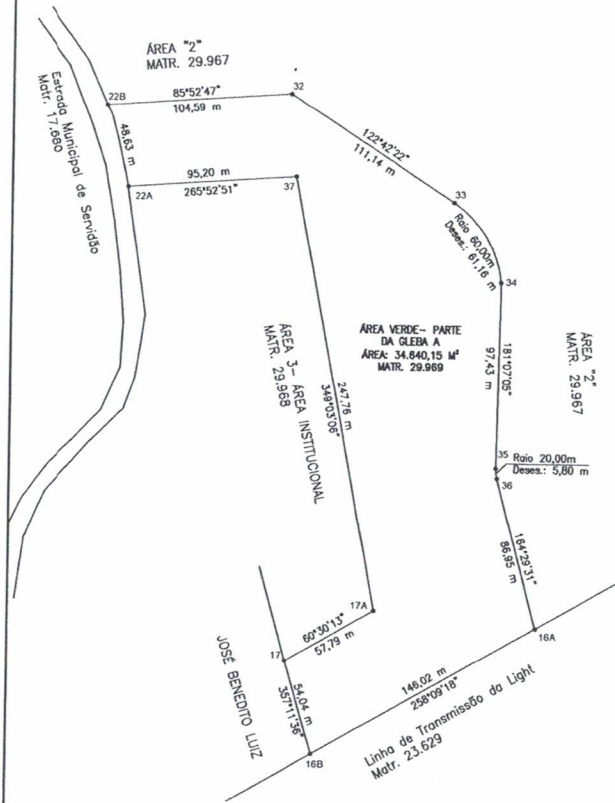 ÁREA "2"
MATR. 29.967
Estrada Municipal de Servidão
Matr. 17.680
22B
85°52'47"
104,59 m
32
48,63 m
122°42'22"
111,14 m
95,20 m
265°52'51"
22A
37
33
Raio 60,00m
Deses.: 61,16 m
34
ÁREA VERDE- PARTE
DA GLEBA A
ÁREA: 34.640,15 M²
MATR. 29.969
ÁREA 3- ÁREA INSTITUCIONAL
MATR. 29.968
247,76 m
349°03'06"
181°07'05"
97,43 m
ÁREA "2"
MATR. 29.967
35
Raio 20,00m
Deses.: 5,80 m
36
164°29'31"
86,95 m
17A
60°30'13"
57,79 m
17
16A
JOSÉ BENEDITO LUIZ
54,04 m
357°11'36"
146,02 m
258°09'18"
16B
Linha de Transmissão da Light
Matr. 23.629